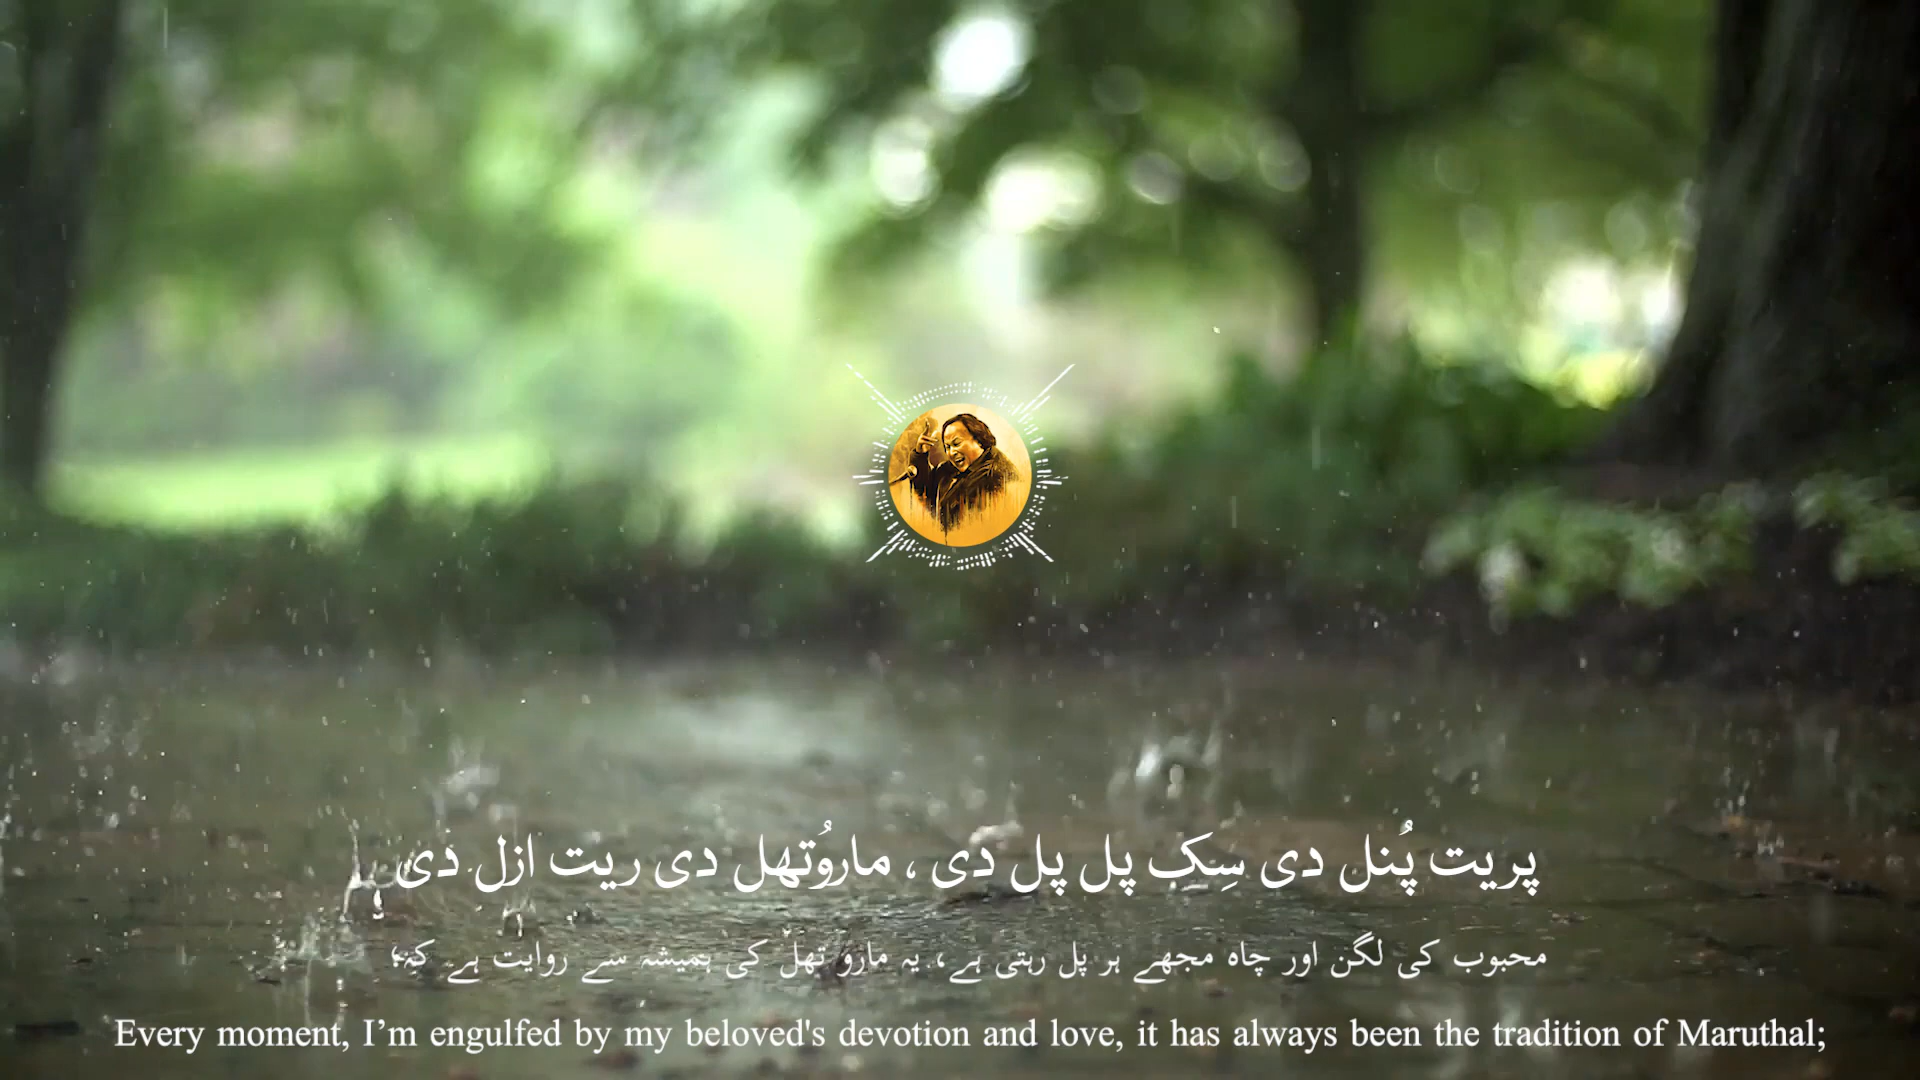 پریت پُنل دی سِک پل پل دی ، مارُوتھل دی ریت ازل دی
محبوب کی لگن اور چاہ مجھے ہر پل رہتی ہے، یہ مارو تھل کی ہمیشہ سے روایت ہے کہ؛
Every moment, I’m engulfed by my beloved's devotion and love, it has always been the tradition of Maruthal;